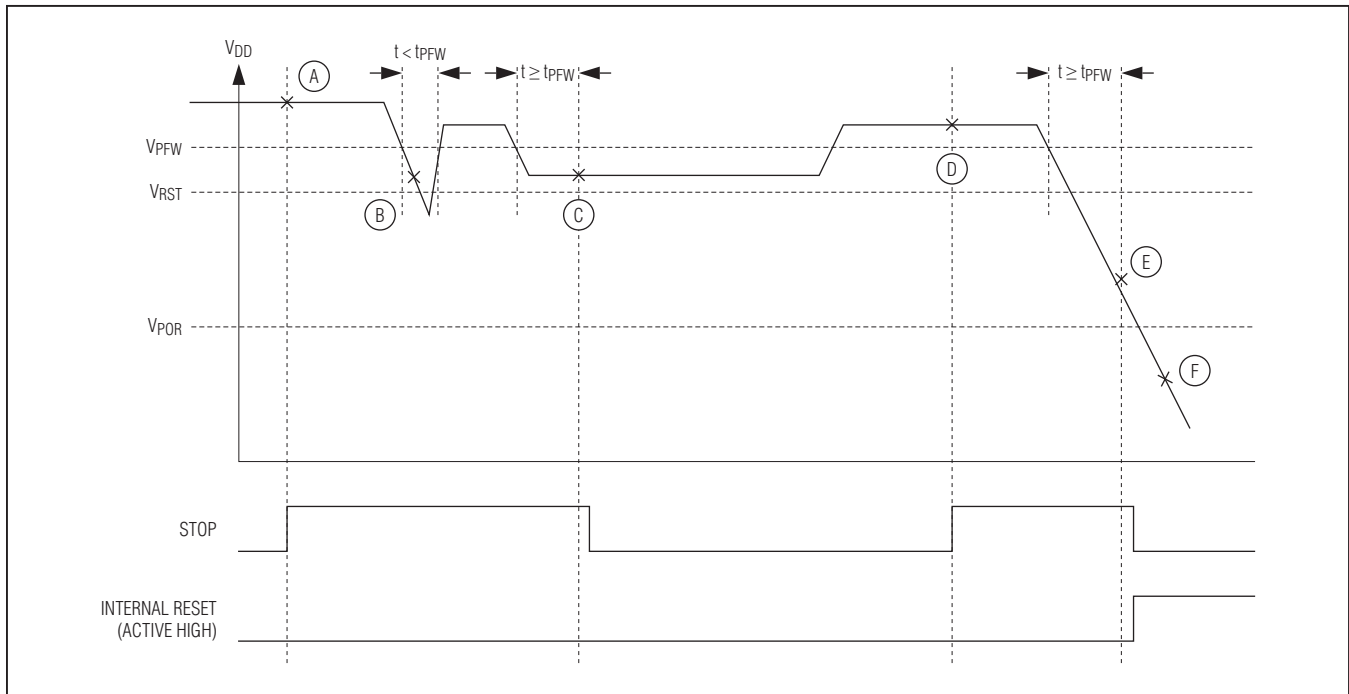 VDD
t < tPFW
t ≥ tPFW
t ≥ tPFW
A
VPFW
VRST
B
C
D
E
VPOR
F
STOP
INTERNAL RESET
(ACTIVE HIGH)